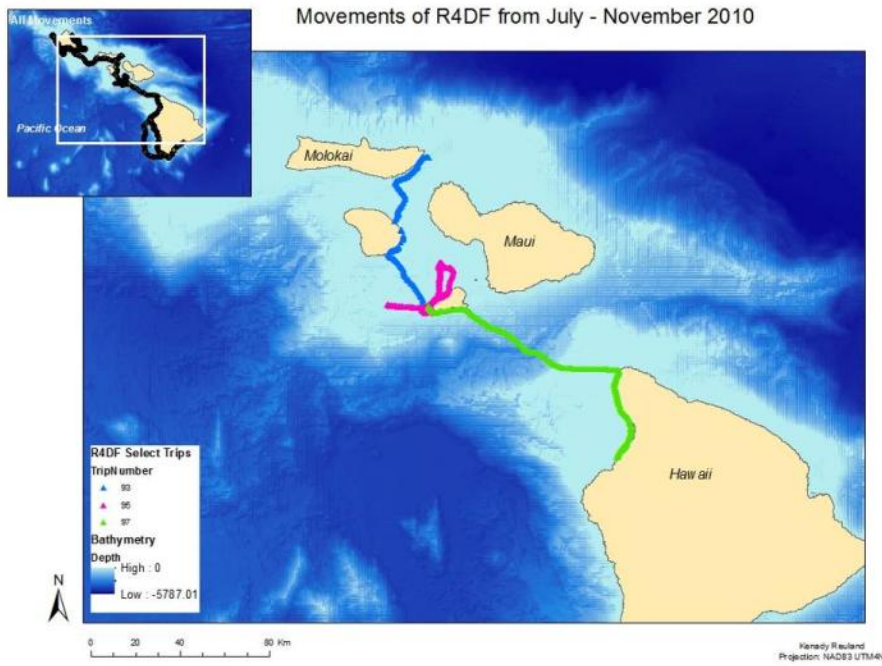 Movements of R4DF from July - November 2010
All Movements
Pacific Ocean
Molokai
Maui
Hawaii
R4DF Select Trips
TripNumber
93
95
97
Bathymetry
Depth
High : 0
Low : -5787.01
N
0 20 40 80 Km
Kenady Reuland
Projection: NAD83 UTM4N